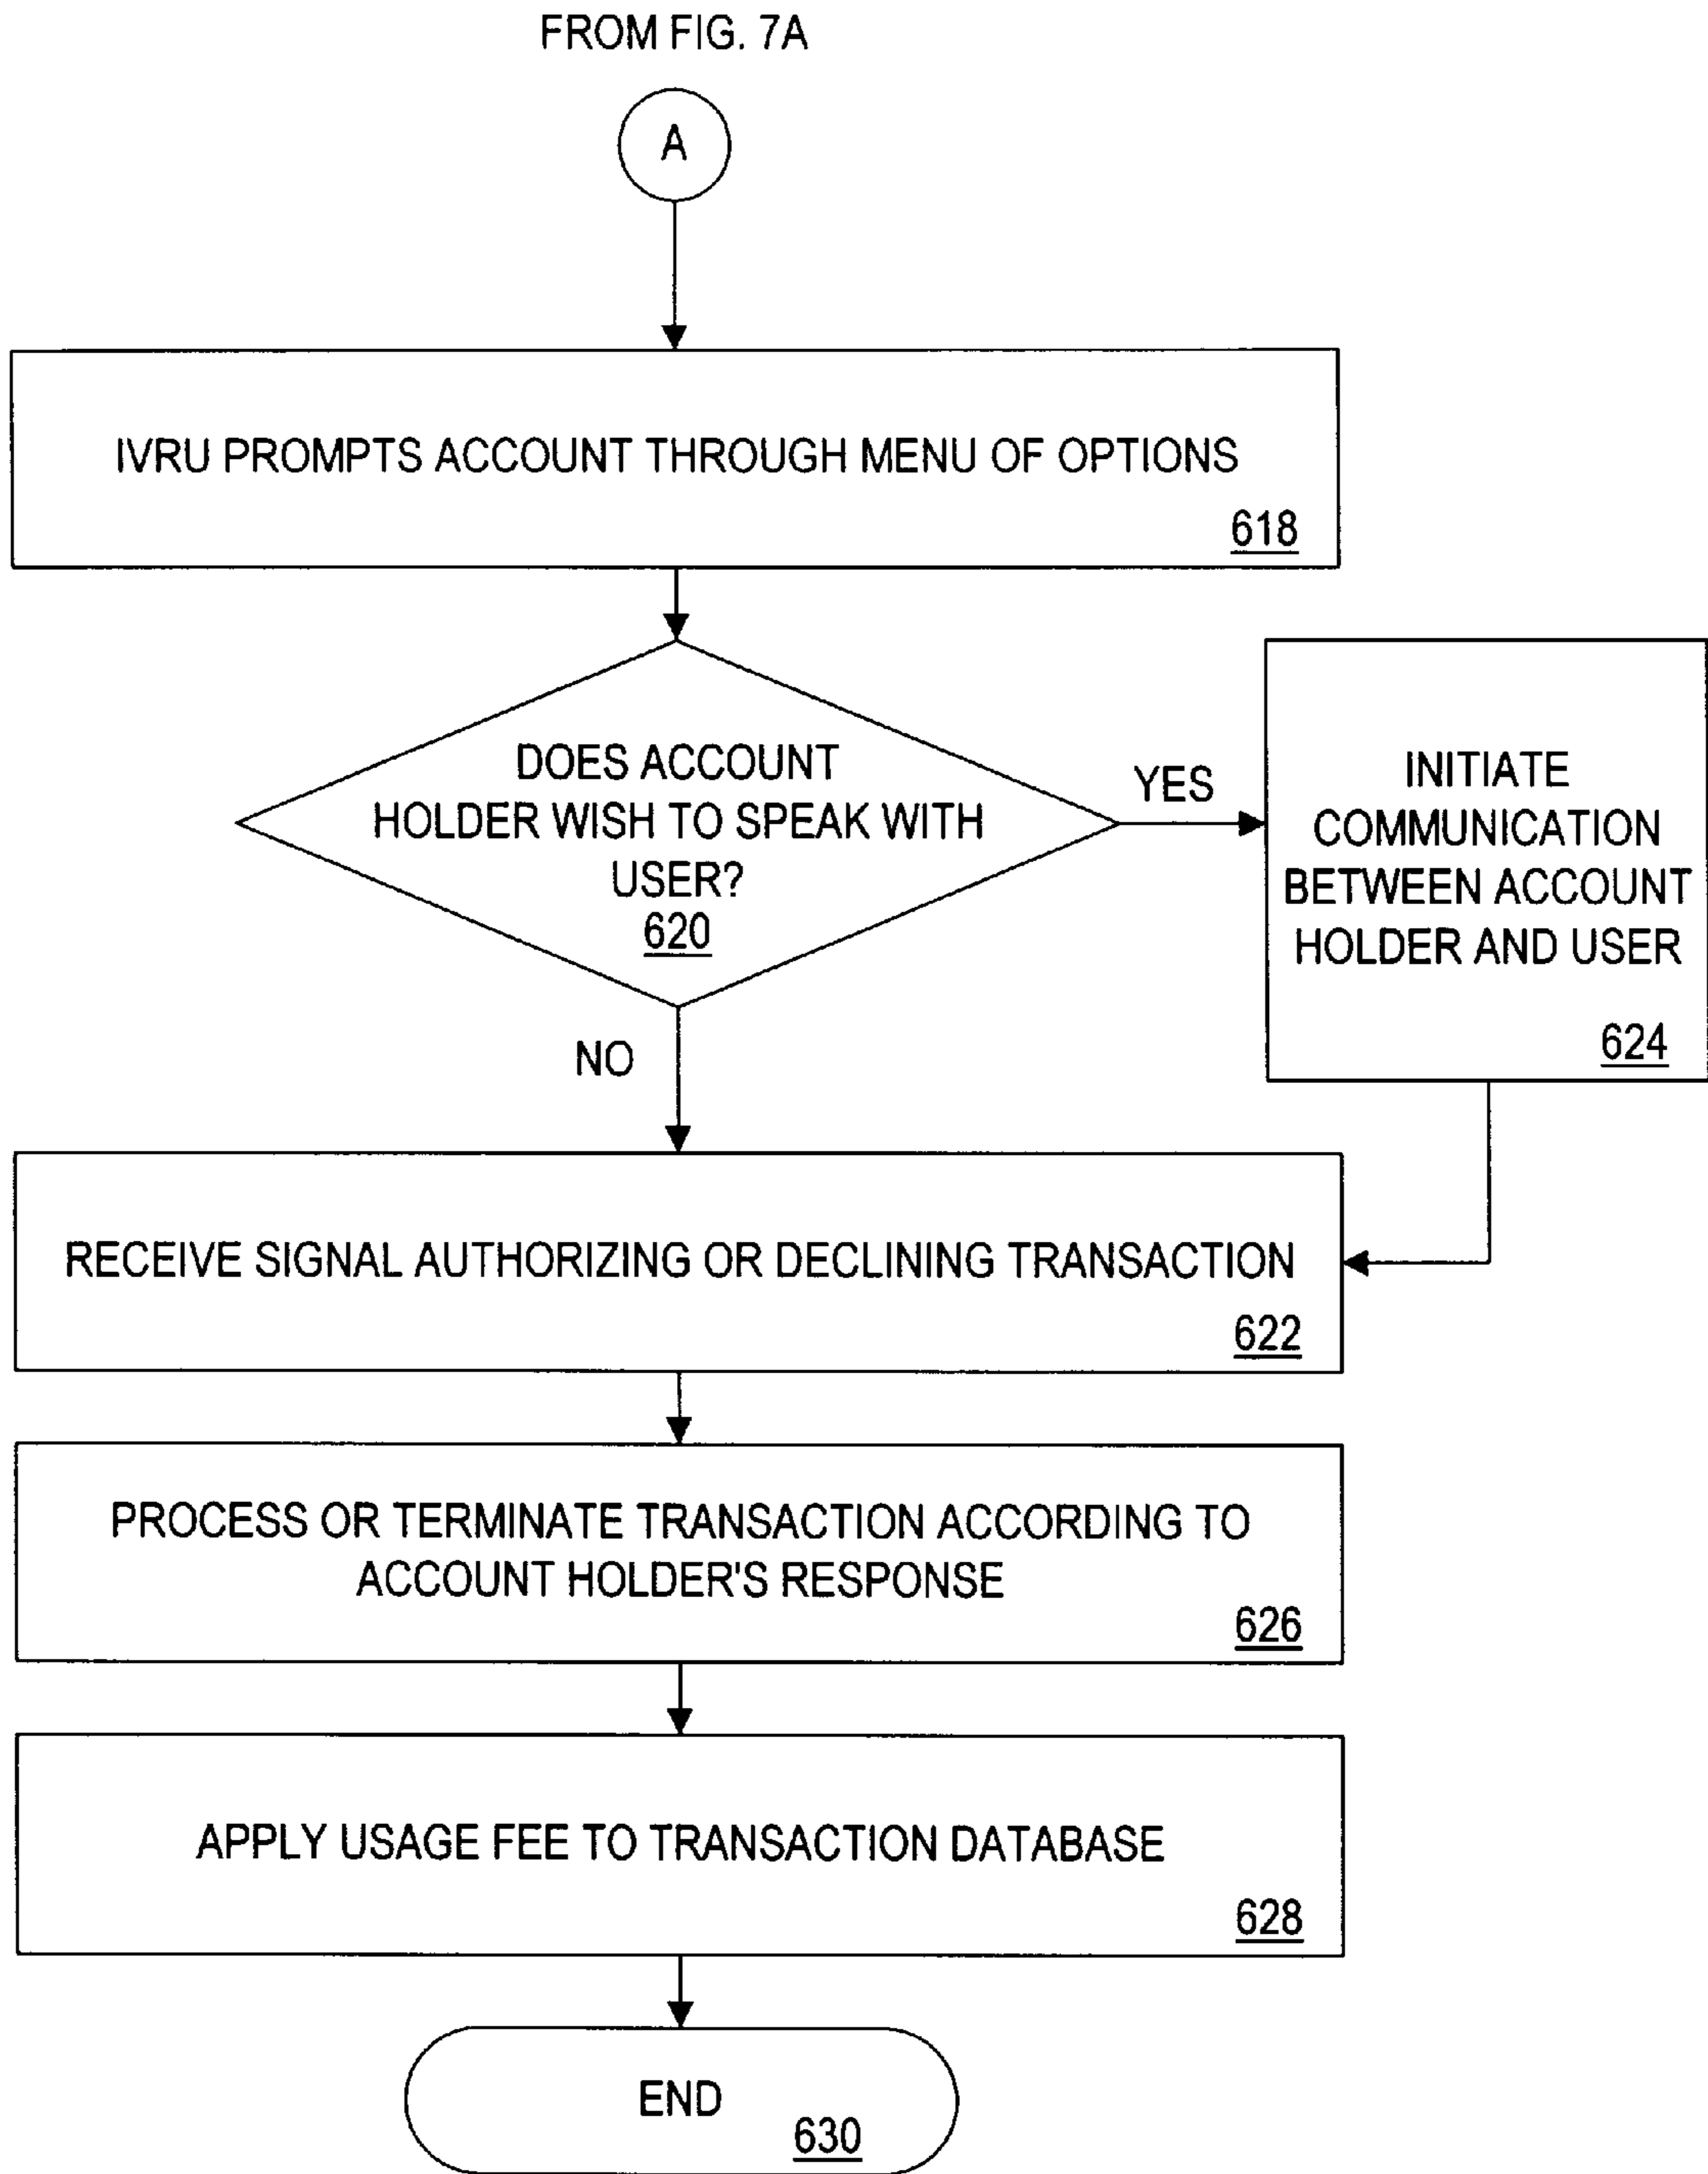 FROM FIG. 7A
A
IVRU PROMPTS ACCOUNT THROUGH MENU OF OPTIONS
618
DOES ACCOUNT
HOLDER WISH TO SPEAK WITH
USER?
620
YES
INITIATE
COMMUNICATION
BETWEEN ACCOUNT
HOLDER AND USER
624
NO
RECEIVE SIGNAL AUTHORIZING OR DECLINING TRANSACTION
622
PROCESS OR TERMINATE TRANSACTION ACCORDING TO
ACCOUNT HOLDER'S RESPONSE
626
APPLY USAGE FEE TO TRANSACTION DATABASE
628
END
630